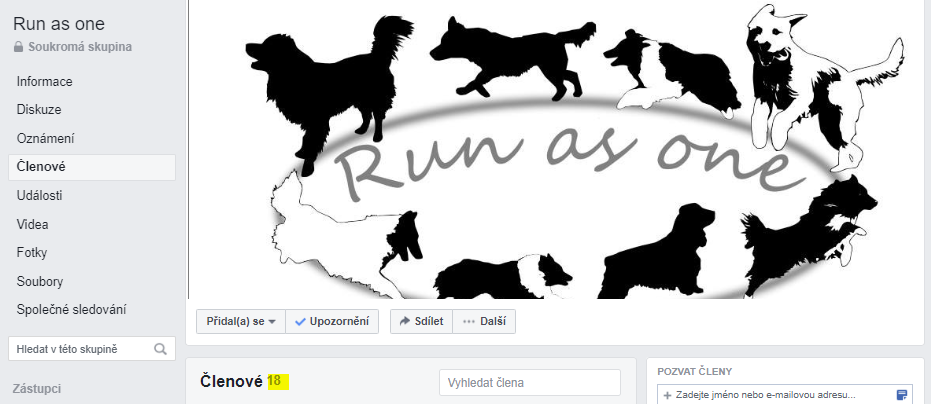 Run as one
Soukromá skupina
Informace
Diskuze
Oznámení
Členové
Události
Videa
Fotky
Soubory
Společné sledování
Hledat v této skupině
Zástupci
Run as one
Přidal(a) se
Upozornění
Sdílet
Další
Členové 18
Vyhledat člena
POZVAT ČLENY
Zadejte jméno nebo e-mailovou adresu...